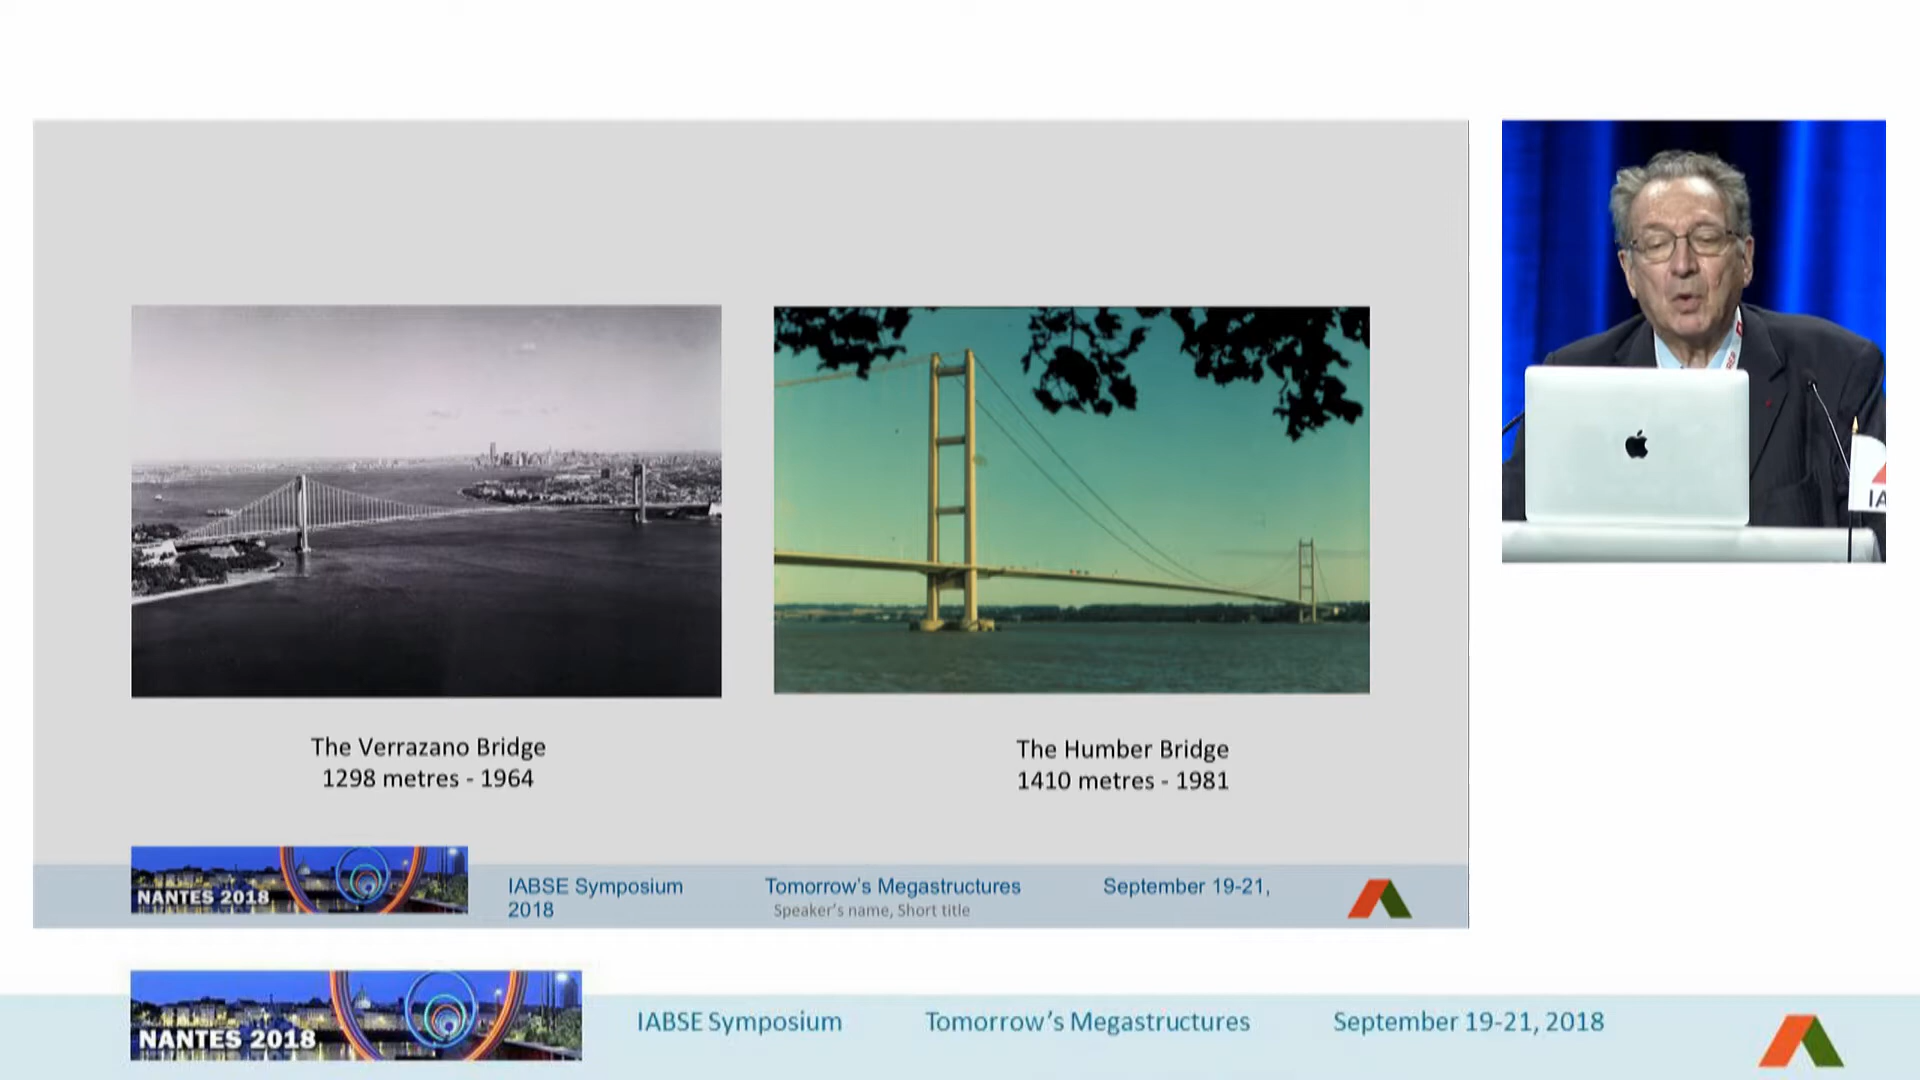 The Verrazano Bridge
1298 metres - 1964
The Humber Bridge
1410 metres - 1981
NANTES 2018
IABSE Symposium Tomorrow's Megastructures September 19-21,
2018 Speaker's name, Short title
IA
NANTES 2018
IABSE Symposium Tomorrow's Megastructures September 19-21, 2018